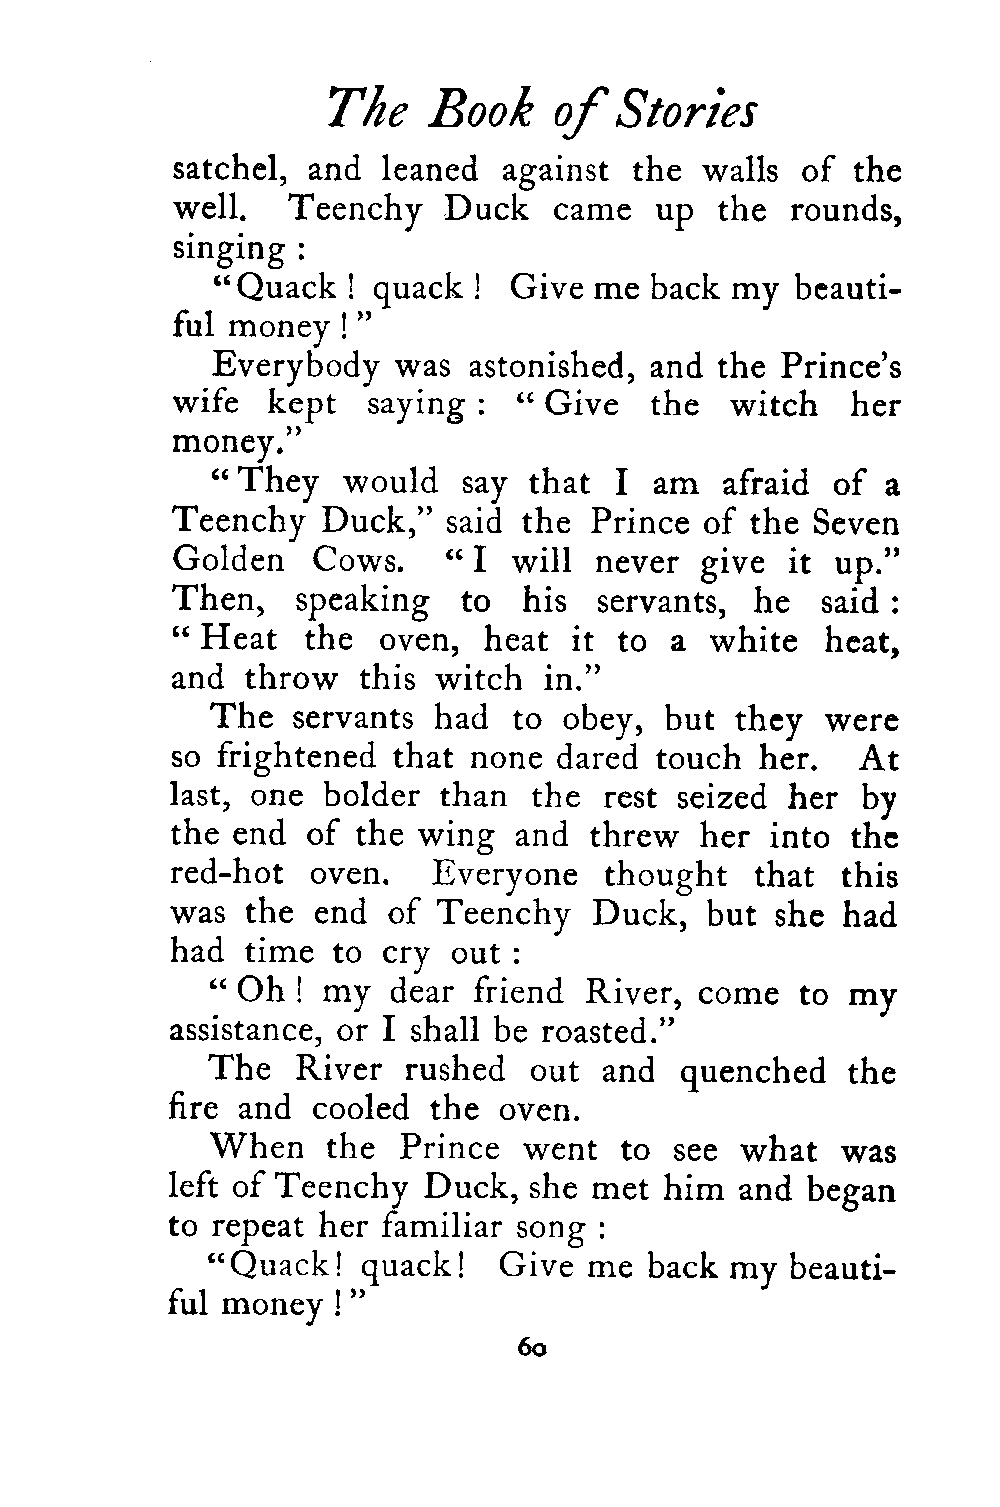 The Book of Stories
satchel, and leaned against the walls of the
well. Teenchy Duck came up the rounds,
singing :
“Quack ! quack ! Give me back my beauti-
ful money ! ”
Everybody was astonished, and the Prince’s
wife kept saying : “ Give the witch her
money.”
“ They would say that I am afraid of a
Teenchy Duck,” said the Prince of the Seven
Golden Cows. “ I will never give it up.”
Then, speaking to his servants, he said :
“ Heat the oven, heat it to a white heat,
and throw this witch in.”
The servants had to obey, but they were
so frightened that none dared touch her. At
last, one bolder than the rest seized her by
the end of the wing and threw her into the
red-hot oven. Everyone thought that this
was the end of Teenchy Duck, but she had
had time to cry out :
“ Oh ! my dear friend River, come to my
assistance, or I shall be roasted.”
The River rushed out and quenched the
fire and cooled the oven.
When the Prince went to see what was
left of Teenchy Duck, she met him and began
to repeat her familiar song :
“Quack! quack! Give me back my beauti-
ful money ! ”
60